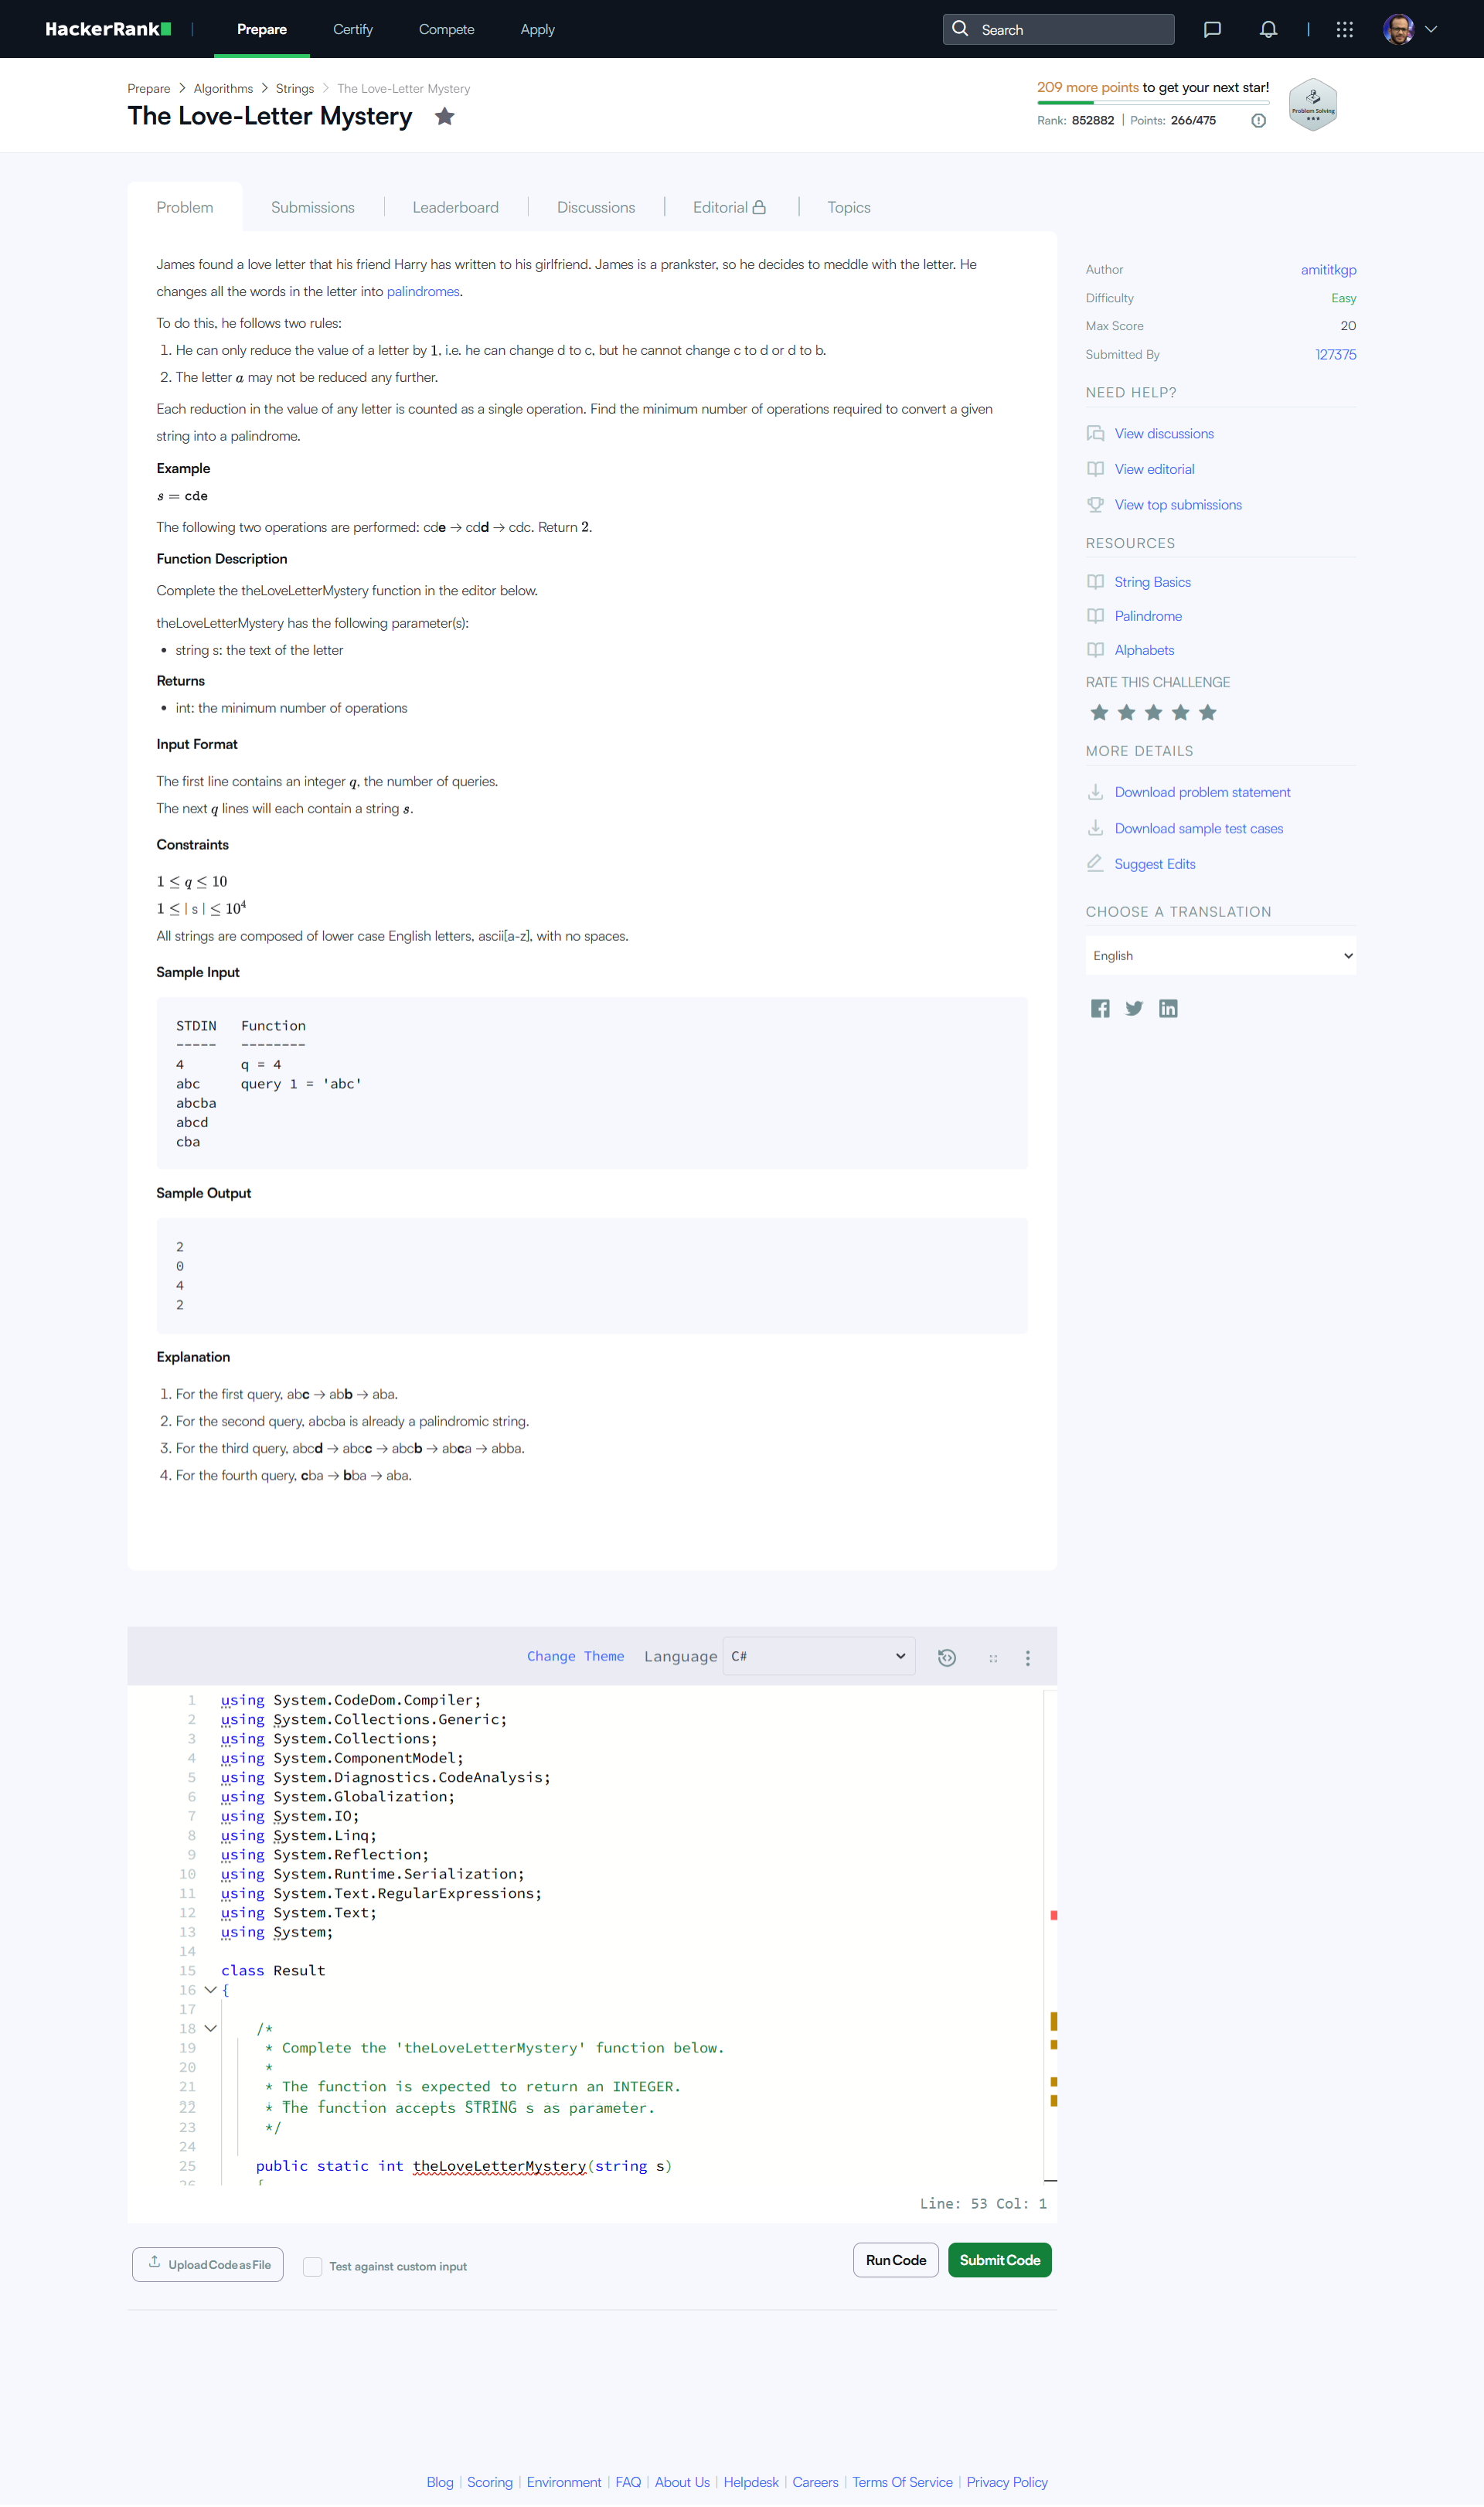 HackerRank
Prepare
Certify
Compete
Apply
Search
Prepare > Algorithms > Strings > The Love-Letter Mystery
The Love-Letter Mystery
209 more points to get your next star!
Rank: 852882 | Points: 266/475
Problem Solving
Problem
Submissions
Leaderboard
Discussions
Editorial
Topics
James found a love letter that his friend Harry has written to his girlfriend. James is a prankster, so he decides to meddle with the letter. He
changes all the words in the letter into palindromes.
To do this, he follows two rules:
1. He can only reduce the value of a letter by 1, i.e. he can change d to c, but he cannot change c to d or d to b.
2. The letter a may not be reduced any further.
Each reduction in the value of any letter is counted as a single operation. Find the minimum number of operations required to convert a given
string into a palindrome.
Example
s = cde
The following two operations are performed: cde → cdd → cdc. Return 2.
Function Description
Complete the theLoveLetterMystery function in the editor below.
theLoveLetterMystery has the following parameter(s):
• string s: the text of the letter
Returns
• int: the minimum number of operations
Input Format
The first line contains an integer q, the number of queries.
The next q lines will each contain a string s.
Constraints
1 ≤ q ≤ 10
1 ≤ | s | ≤ 10⁴
All strings are composed of lower case English letters, ascii[a-z], with no spaces.
Sample Input
STDIN   Function
-----   --------
4       q = 4
abc     query 1 = 'abc'
abcba
abcd
cba
Sample Output
2
0
4
2
Explanation
1. For the first query, abc → abb → aba.
2. For the second query, abcba is already a palindromic string.
3. For the third query, abcd → abcc → abcb → abca → abba.
4. For the fourth query, cba → bba → aba.
Author amititkgp
Difficulty Easy
Max Score 20
Submitted By 127375
NEED HELP?
View discussions
View editorial
View top submissions
RESOURCES
String Basics
Palindrome
Alphabets
RATE THIS CHALLENGE
MORE DETAILS
Download problem statement
Download sample test cases
Suggest Edits
CHOOSE A TRANSLATION
English
Change Theme
Language
C#
1 using System.CodeDom.Compiler;
2 using System.Collections.Generic;
3 using System.Collections;
4 using System.ComponentModel;
5 using System.Diagnostics.CodeAnalysis;
6 using System.Globalization;
7 using System.IO;
8 using System.Linq;
9 using System.Reflection;
10 using System.Runtime.Serialization;
11 using System.Text.RegularExpressions;
12 using System.Text;
13 using System;
14
15 class Result
16 {
17
18     /*
19      * Complete the 'theLoveLetterMystery' function below.
20      *
21      * The function is expected to return an INTEGER.
22      * The function accepts STRING s as parameter.
23      */
24
25     public static int theLoveLetterMystery(string s)
26     {
Line: 53 Col: 1
Upload Code as File
Test against custom input
Run Code
Submit Code
Blog | Scoring | Environment | FAQ | About Us | Helpdesk | Careers | Terms Of Service | Privacy Policy